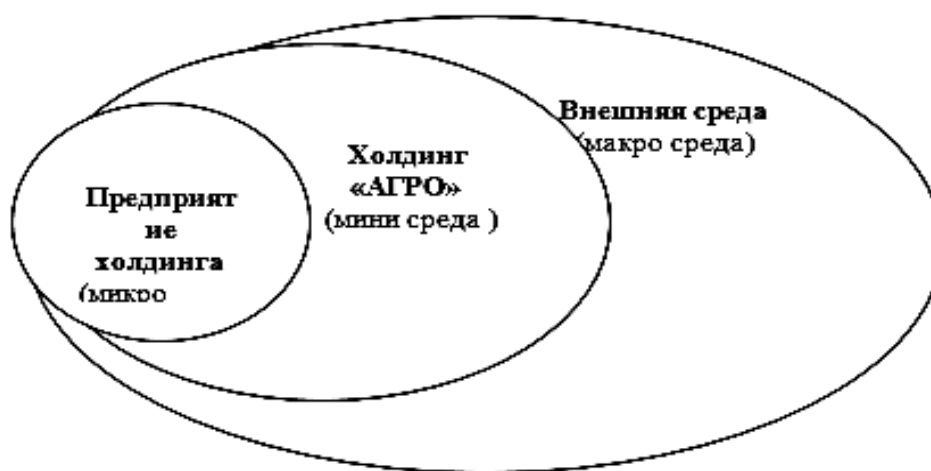 Предприят
ие
холдинга
(микро
Холдинг
«АГРО»
(мини среда )
Внешняя среда
(макро среда)